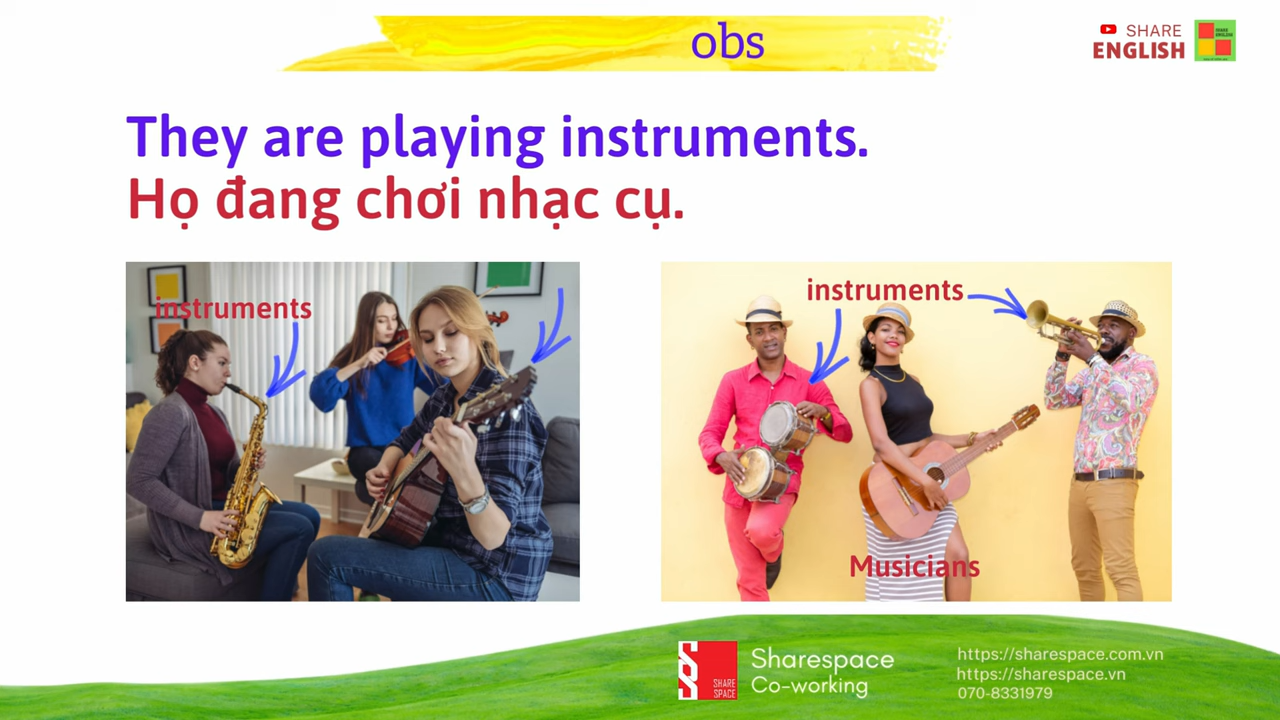 obs
SHARE
ENGLISH
They are playing instruments.
Họ đang chơi nhạc cụ.
instruments
instruments
Musicians
SHARE
SPACE
Sharespace
Co-working
https://sharespace.com.vn
https://sharespace.vn
070-8331979